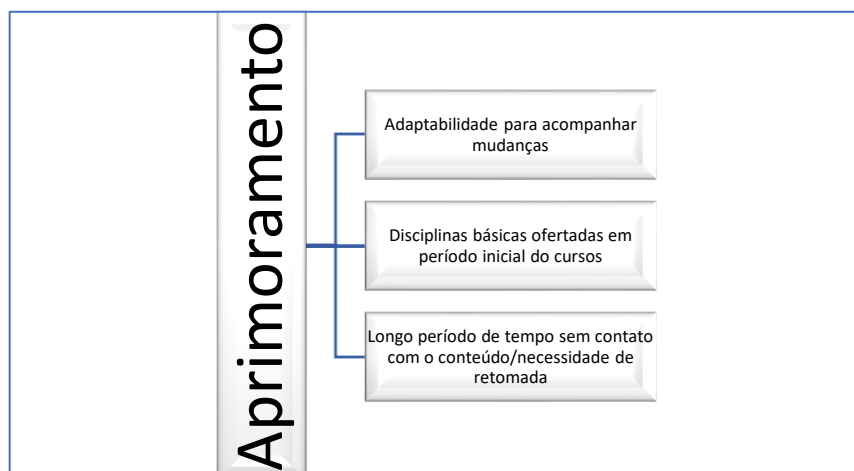 Aprimoramento
Adaptabilidade para acompanhar
mudanças
Disciplinas básicas ofertadas em
período inicial do cursos
Longo período de tempo sem contato
com o conteúdo/necessidade de
retomada